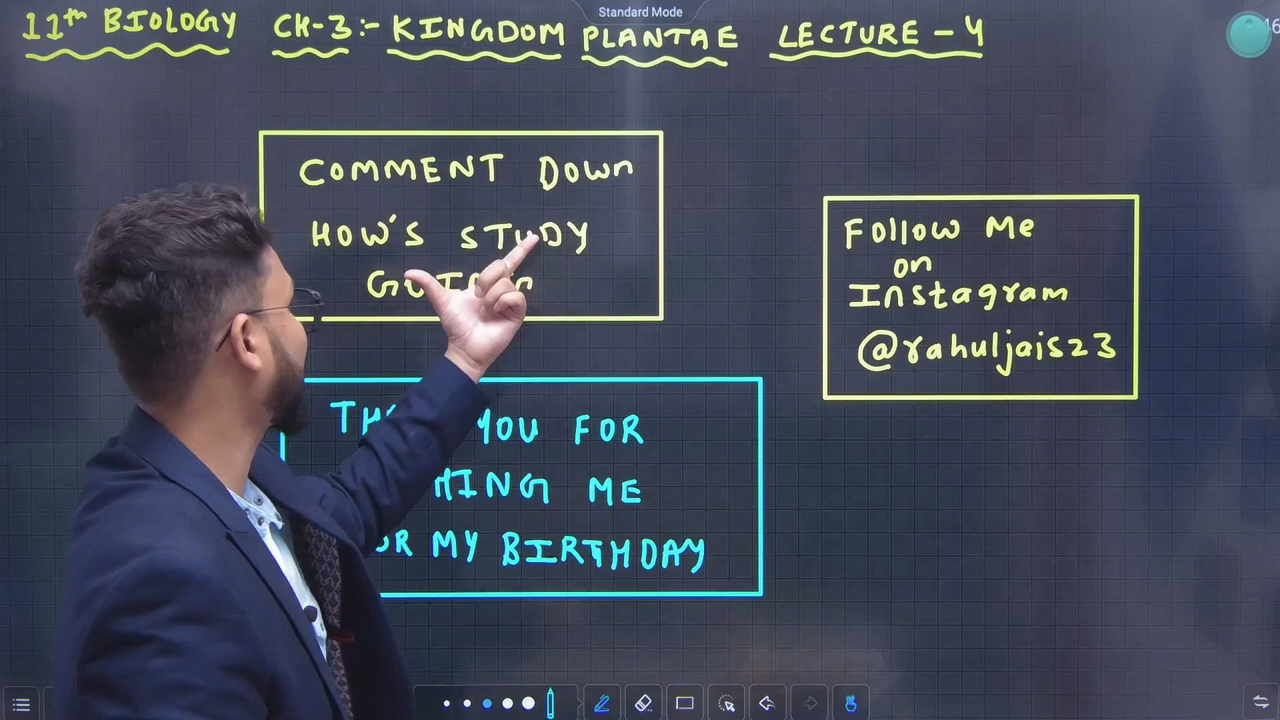 Standard Mode
11th BIOLOGY CH-3:- KINGDOM PLANTAE LECTURE - 4
COMMENT DOWn
HOW'S STUDY
FOllow Me
on
Instagram
@rahuljais23
YOU FOR
ME
MY BIRTHDAY